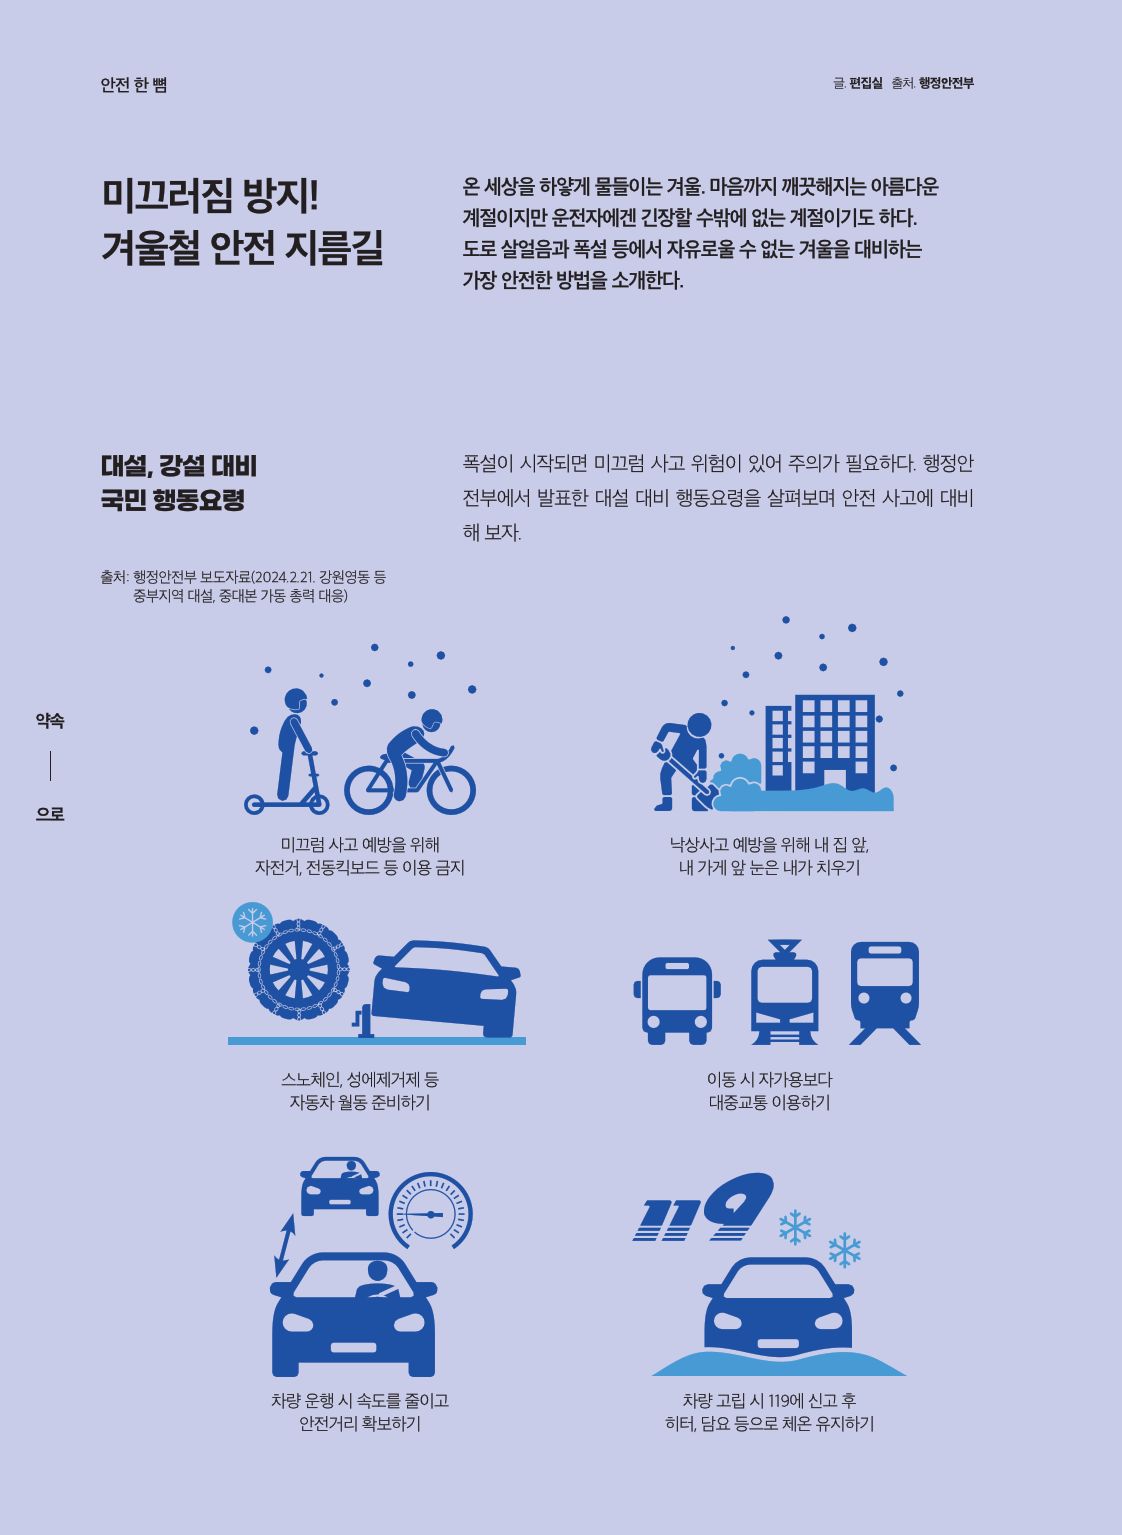 안전 한 뼘
글. 편집실 출처. 행정안전부
미끄러짐 방지!
겨울철 안전 지름길
온 세상을 하얗게 물들이는 겨울. 마음까지 깨끗해지는 아름다운
계절이지만 운전자에겐 긴장할 수밖에 없는 계절이기도 하다.
도로 살얼음과 폭설 등에서 자유로울 수 없는 겨울을 대비하는
가장 안전한 방법을 소개한다.
대설, 강설 대비
국민 행동요령
폭설이 시작되면 미끄럼 사고 위험이 있어 주의가 필요하다. 행정안
전부에서 발표한 대설 대비 행동요령을 살펴보며 안전 사고에 대비
해 보자.
출처: 행정안전부 보도자료(2024.2.21. 강원영동 등
중부지역 대설, 중대본 가동 총력 대응)
약속
으로
미끄럼 사고 예방을 위해
자전거, 전동킥보드 등 이용 금지
낙상사고 예방을 위해 내 집 앞,
내 가게 앞 눈은 내가 치우기
스노체인, 성에제거제 등
자동차 월동 준비하기
이동 시 자가용보다
대중교통 이용하기
119
차량 운행 시 속도를 줄이고
안전거리 확보하기
차량 고립 시 119에 신고 후
히터, 담요 등으로 체온 유지하기